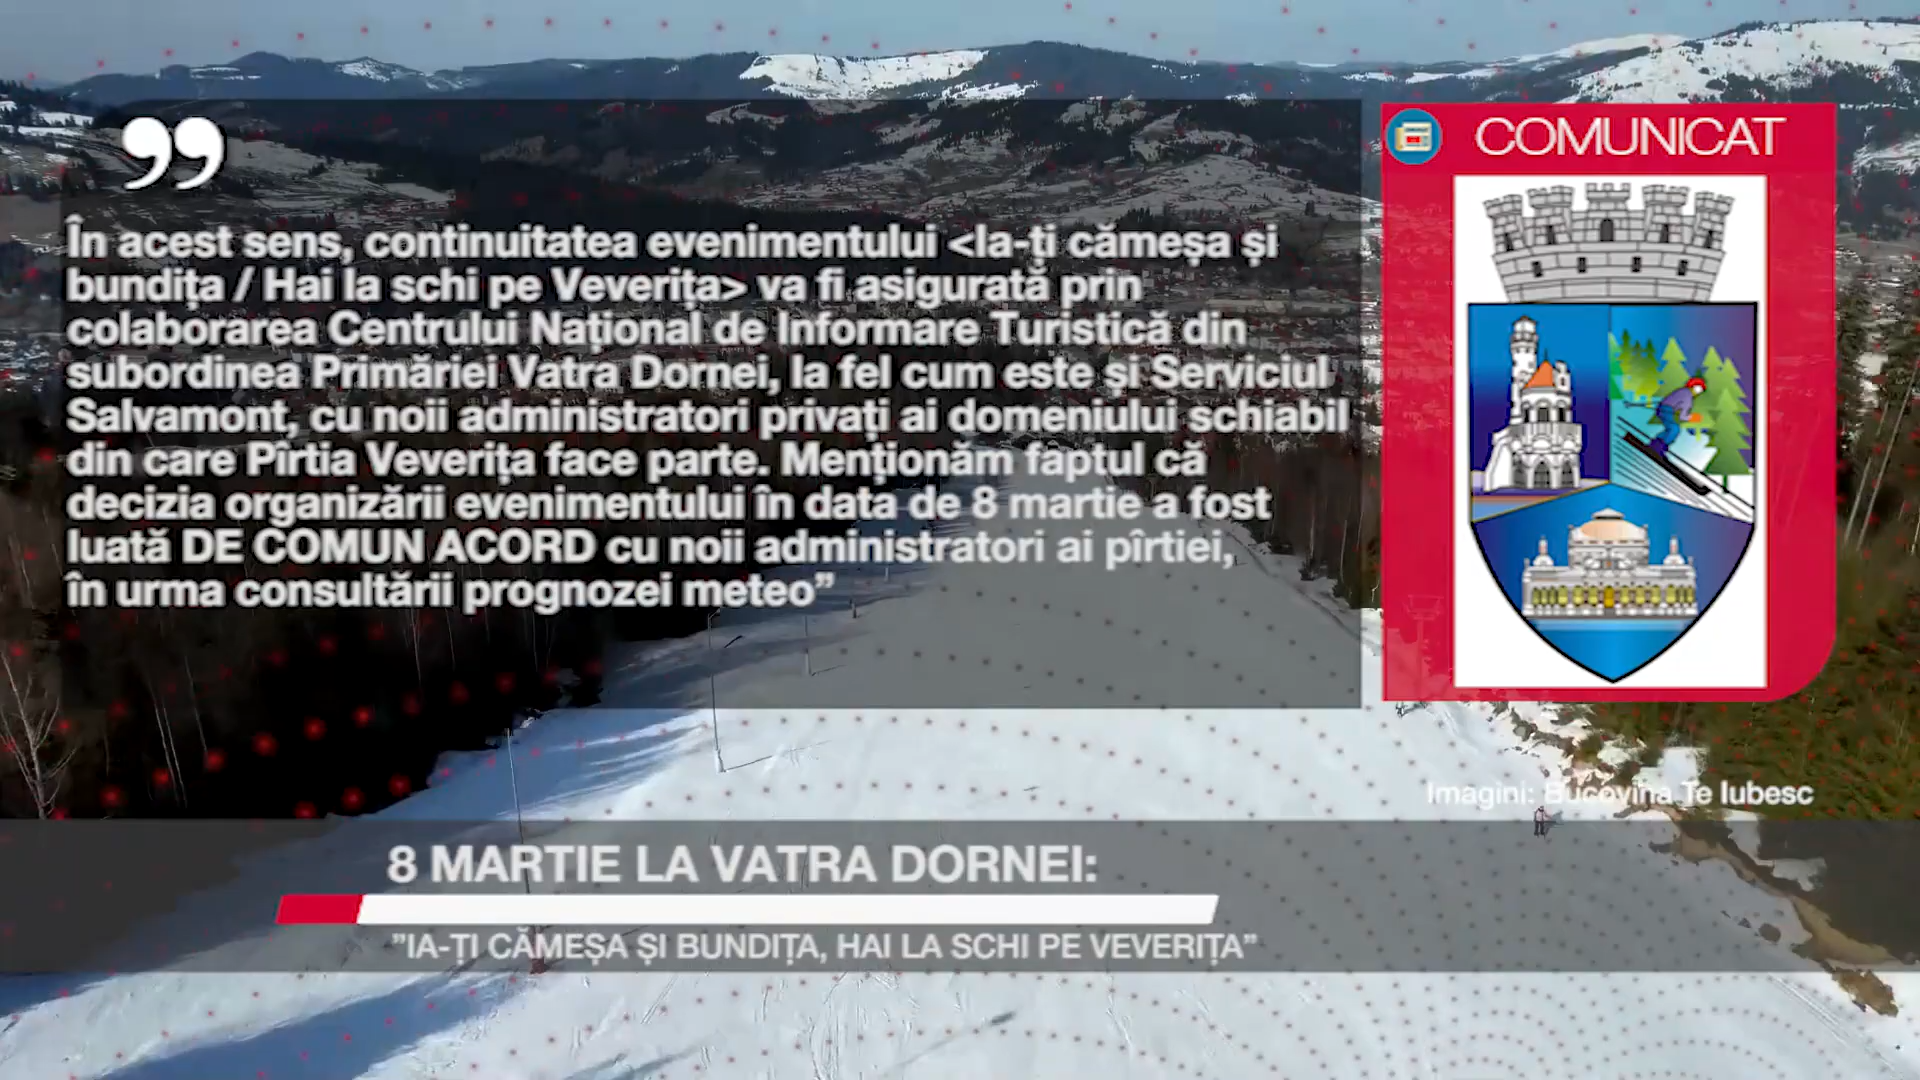 ”
COMUNICAT
În acest sens, continuitatea evenimentului <Ia-ți cămeșa și
bundița / Hai la schi pe Veverița> va fi asigurată prin
colaborarea Centrului Național de Informare Turistică din
subordinea Primăriei Vatra Dornei, la fel cum este și Serviciul
Salvamont, cu noii administratori privați ai domeniului schiabil
din care Pîrtia Veverița face parte. Menționăm faptul că
decizia organizării evenimentului în data de 8 martie a fost
luată DE COMUN ACORD cu noii administratori ai pîrtiei,
în urma consultării prognozei meteo”
Imagini: Bucovina Te Iubesc
8 MARTIE LA VATRA DORNEI:
”IA-ȚI CĂMEȘA ȘI BUNDIȚA, HAI LA SCHI PE VEVERIȚA”